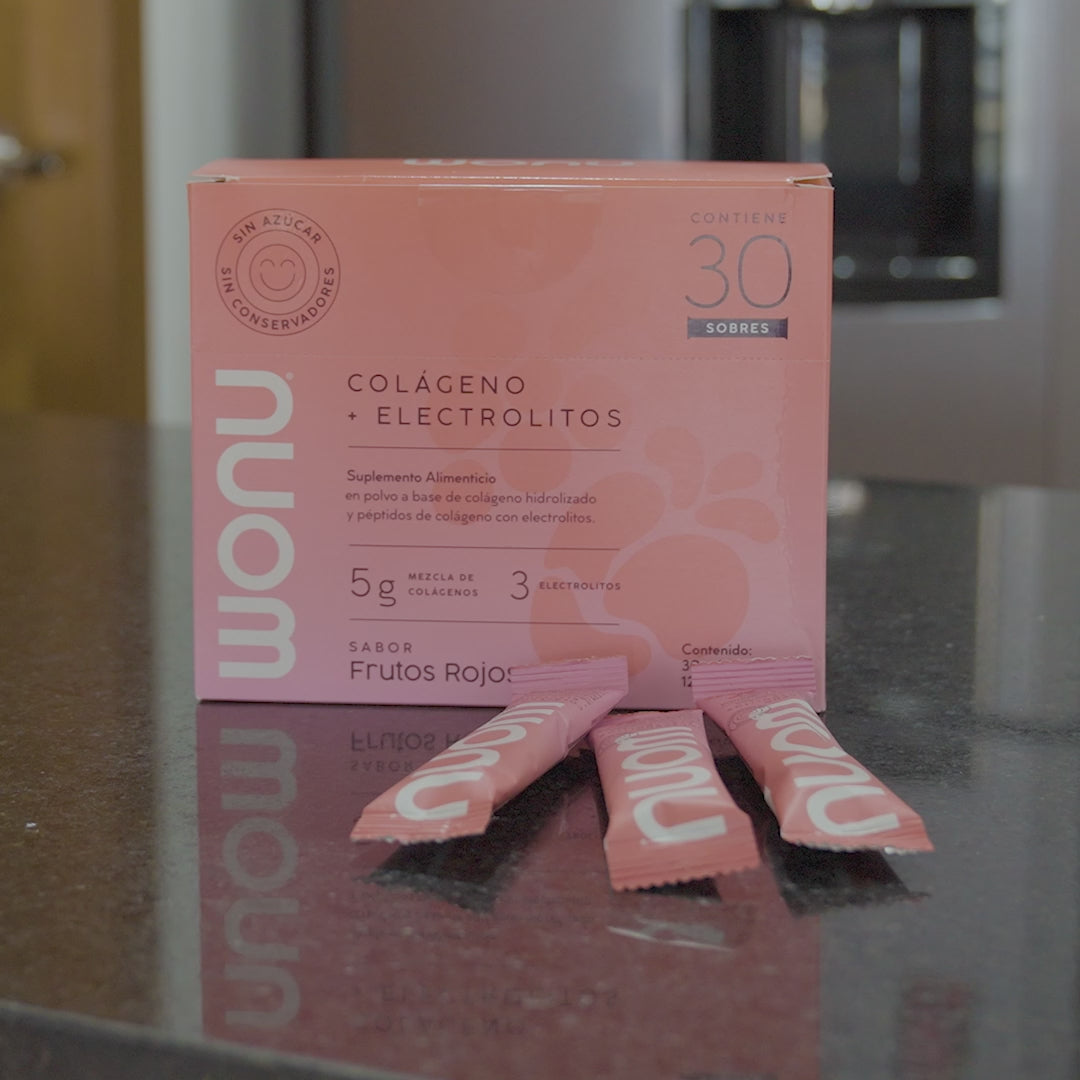 wonu
SIN AZÚCAR
SIN CONSERVADORES
CONTIENE
30
SOBRES
wonu
COLÁGENO
+ ELECTROLITOS
Suplemento Alimenticio
en polvo a base de colágeno hidrolizado
y péptidos de colágeno con electrolitos.
5g MEZCLA DE
COLÁGENOS
3 ELECTROLITOS
SABOR
Frutos Rojos
Contenido:
wonu
wonu
wonu